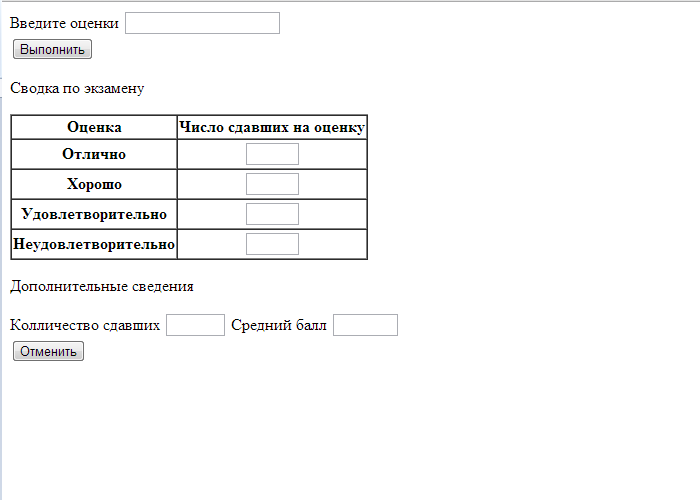 Введите оценки
Выполнить
Сводка по экзамену
Оценка Число сдавших на оценку
Отлично
Хорошо
Удовлетворительно
Неудовлетворительно
Дополнительные сведения
Колличество сдавших Средний балл
Отменить